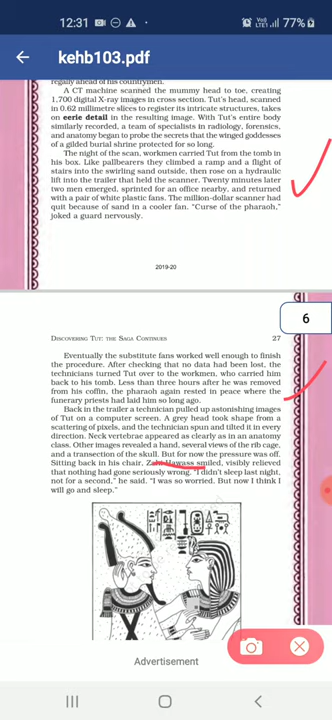 12:31
77%
kehb103.pdf
regally ahead of his countrymen.
A CT machine scanned the mummy head to toe, creating
1,700 digital X-ray images in cross section. Tut's head, scanned
in 0.62 millimetre slices to register its intricate structures, takes
on eerie detail in the resulting image. With Tut's entire body
similarly recorded, a team of specialists in radiology, forensics,
and anatomy began to probe the secrets that the winged goddesses
of a gilded burial shrine protected for so long.
The night of the scan, workmen carried Tut from the tomb in
his box. Like pallbearers they climbed a ramp and a flight of
stairs into the swirling sand outside, then rose on a hydraulic
lift into the trailer that held the scanner. Twenty minutes later
two men emerged, sprinted for an office nearby, and returned
with a pair of white plastic fans. The million-dollar scanner had
quit because of sand in a cooler fan. "Curse of the pharaoh,"
joked a guard nervously.
2019-20
6
DISCOVERING TUT: THE SAGA CONTINUES 27
Eventually the substitute fans worked well enough to finish
the procedure. After checking that no data had been lost, the
technicians turned Tut over to the workmen, who carried him
back to his tomb. Less than three hours after he was removed
from his coffin, the pharaoh again rested in peace where the
funerary priests had laid him so long ago.
Back in the trailer a technician pulled up astonishing images
of Tut on a computer screen. A grey head took shape from a
scattering of pixels, and the technician spun and tilted it in every
direction. Neck vertebrae appeared as clearly as in an anatomy
class. Other images revealed a hand, several views of the rib cage,
and a transection of the skull. But for now the pressure was off.
Sitting back in his chair, Zahi Hawass smiled, visibly relieved
that nothing had gone seriously wrong. "I didn't sleep last night,
not for a second," he said. "I was so worried. But now I think I
will go and sleep."
Advertisement